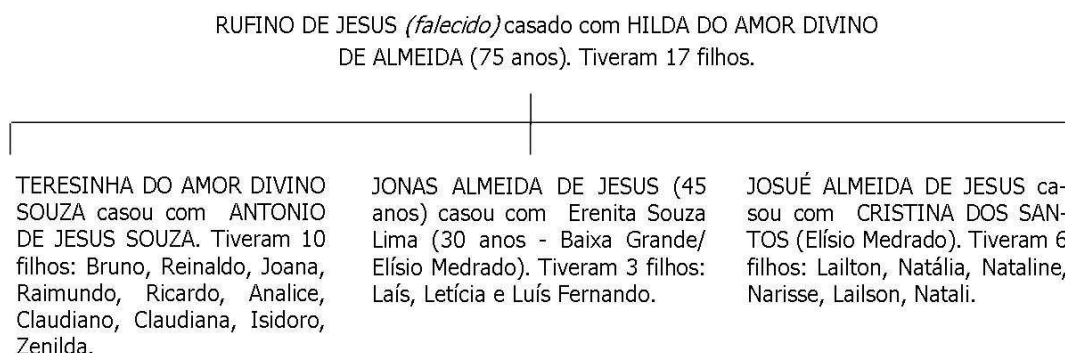 RUFINO DE JESUS (falecido) casado com HILDA DO AMOR DIVINO
DE ALMEIDA (75 anos). Tiveram 17 filhos.
TERESINHA DO AMOR DIVINO
SOUZA casou com ANTONIO
DE JESUS SOUZA. Tiveram 10
filhos: Bruno, Reinaldo, Joana,
Raimundo, Ricardo, Analice,
Claudiano, Claudiana, Isidoro,
Zenilda.
JONAS ALMEIDA DE JESUS (45
anos) casou com Erenita Souza
Lima (30 anos - Baixa Grande/
Elísio Medrado). Tiveram 3 filhos:
Laís, Letícia e Luís Fernando.
JOSUÉ ALMEIDA DE JESUS ca-
sou com CRISTINA DOS SAN-
TOS (Elísio Medrado). Tiveram 6
filhos: Lailton, Natália, Nataline,
Narisse, Lailson, Natali.